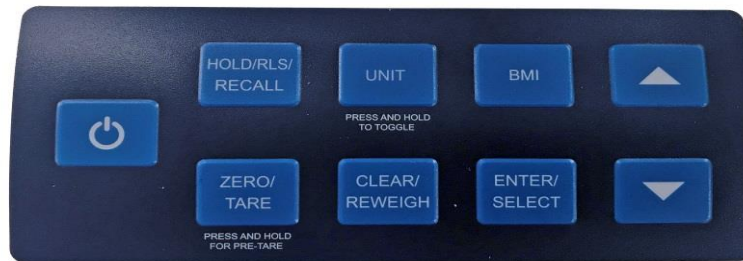 HOLD/RLS/
RECALL
UNIT
PRESS AND HOLD
TO TOGGLE
BMI
ZERO/
TARE
PRESS AND HOLD
FOR PRE-TARE
CLEAR/
REWEIGH
ENTER/
SELECT